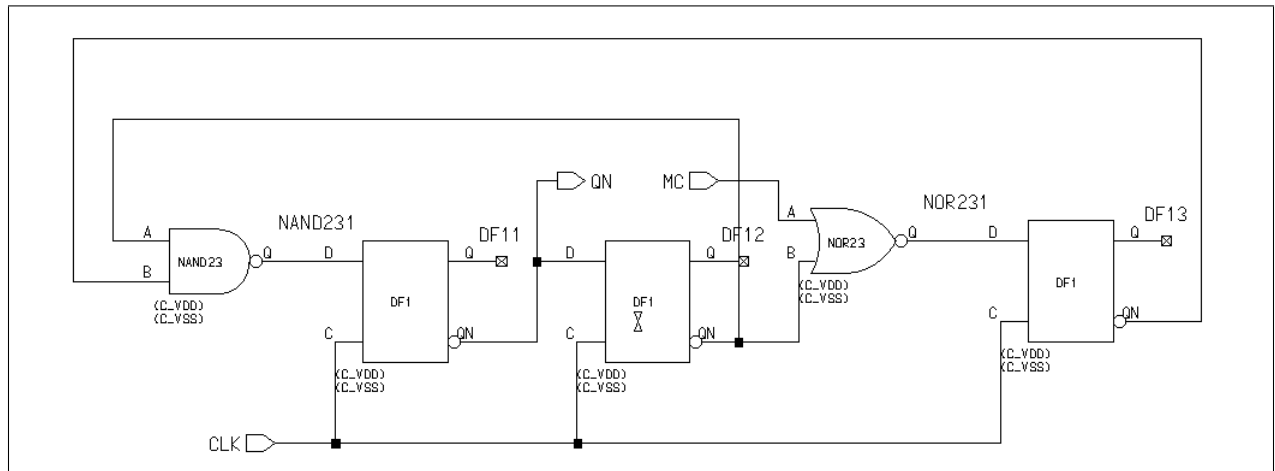 QN
MC
NOR231
NAND231
DF11
DF12
DF13
A
B
NAND23
Q
(C_VDD)
(C_VSS)
D
Q
DF1
C
QN
(C_VDD)
(C_VSS)
D
Q
DF1
C
QN
(C_VDD)
(C_VSS)
A
B
NOR23
Q
(C_VDD)
(C_VSS)
D
Q
DF1
C
QN
(C_VDD)
(C_VSS)
CLK